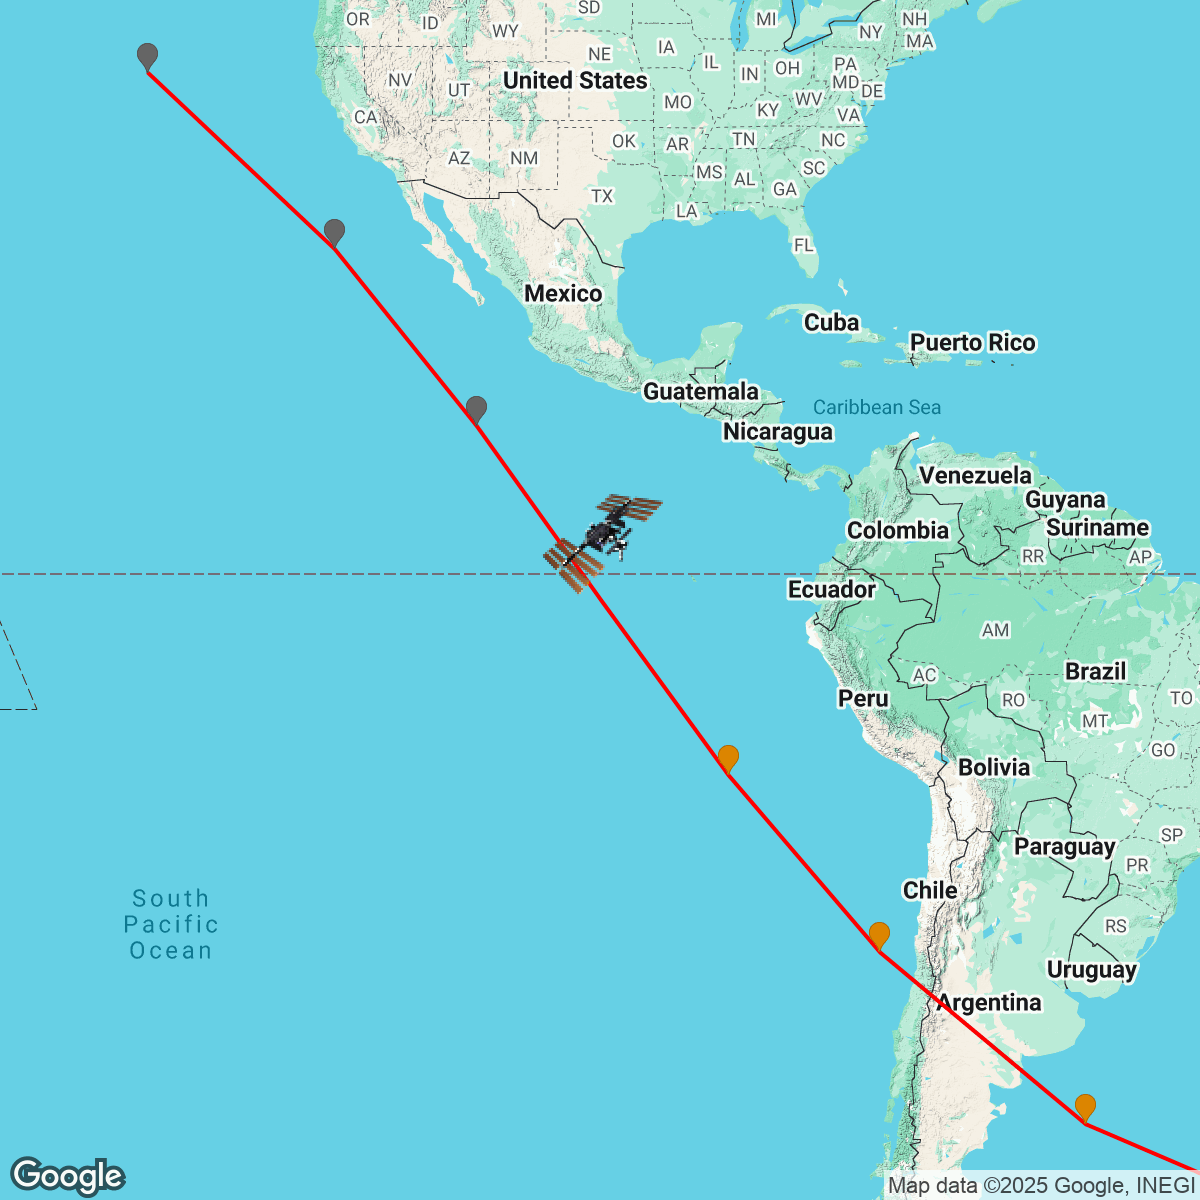 OR
ID
WY
SD
MI
NH
NY
MA
NE
IA
IL
IN
OH
PA
MD
DE
NV
UT
United States
MO
KY
WV
VA
CA
OK
AR
TN
NC
AZ
NM
MS
AL
SC
GA
TX
LA
FL
Mexico
Cuba
Puerto Rico
Guatemala
Caribbean Sea
Nicaragua
Venezuela
Guyana
Colombia
Suriname
RR
AP
Ecuador
AM
AC
Brazil
Peru
RO
TO
MT
GO
Bolivia
Paraguay
SP
PR
Chile
RS
South
Pacific
Ocean
Uruguay
Argentina
Google
Map data ©2025 Google, INEGI